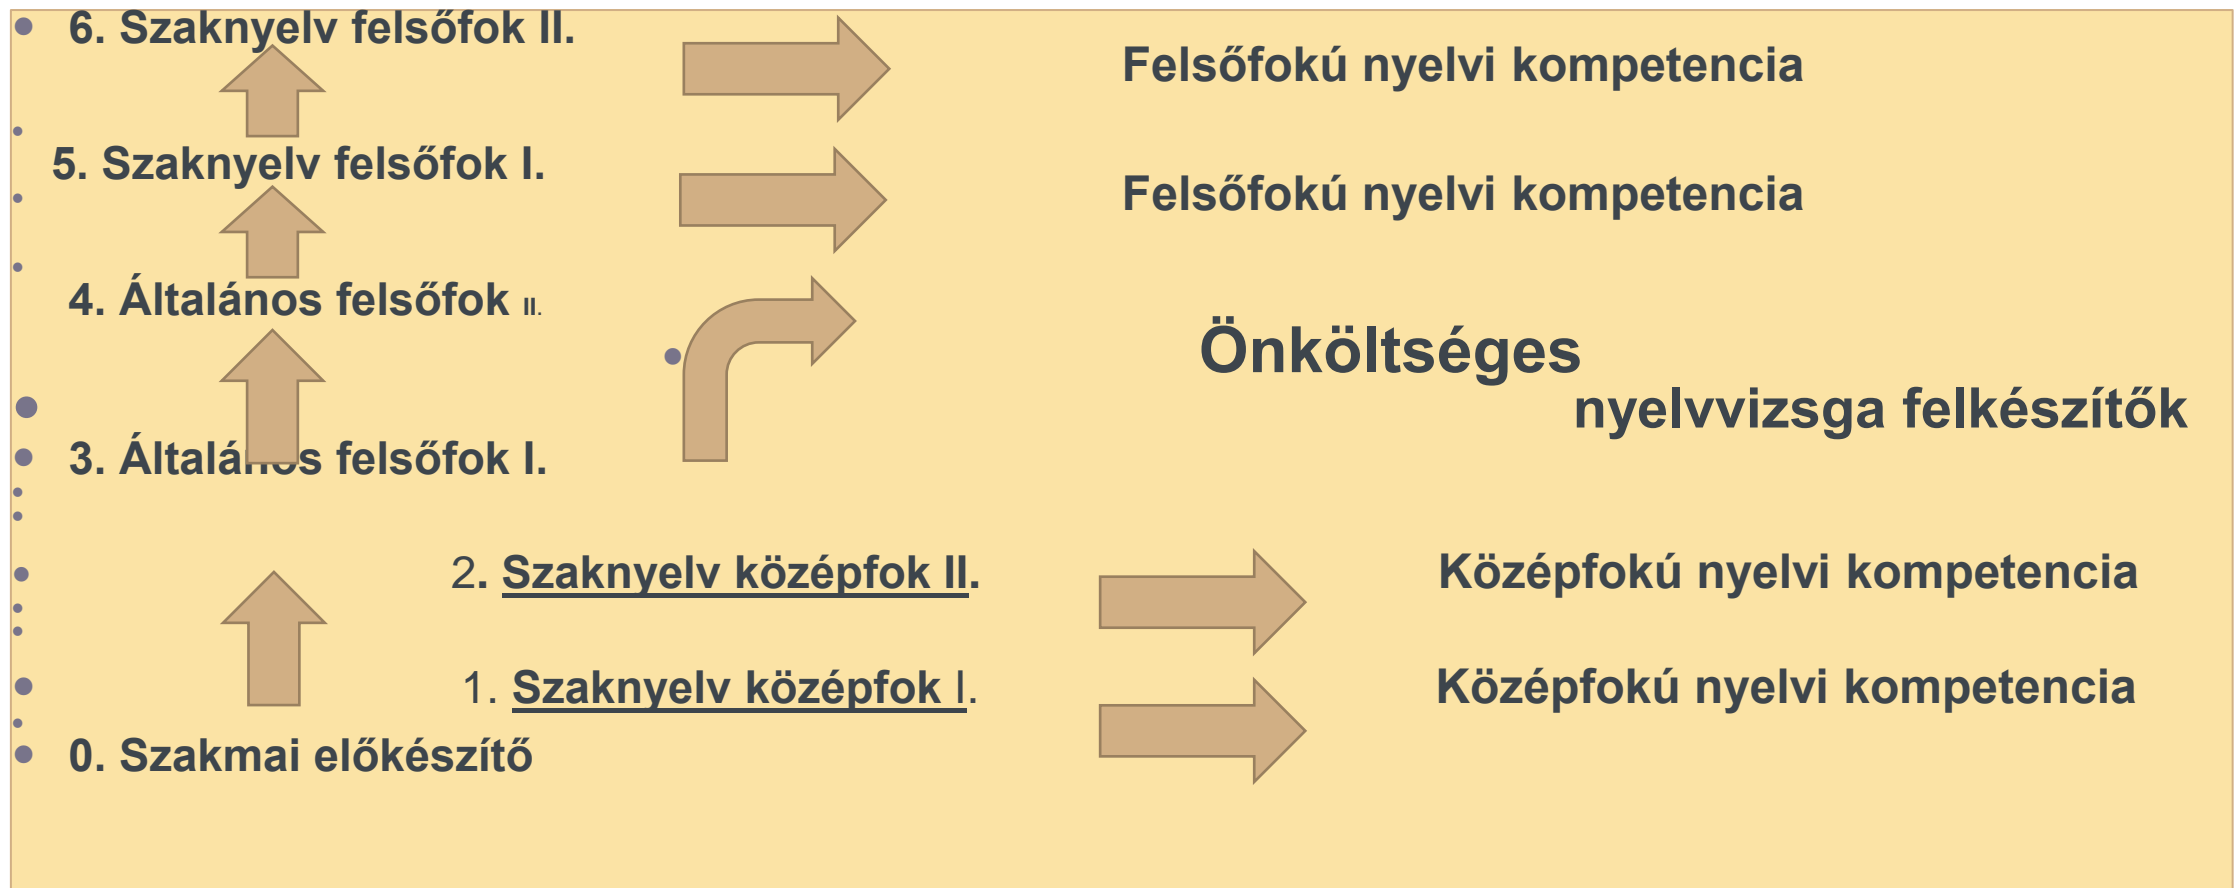 6. Szaknyelv felsőfok II.
Felsőfokú nyelvi kompetencia
5. Szaknyelv felsőfok I.
Felsőfokú nyelvi kompetencia
4. Általános felsőfok II.
Önköltséges
nyelvvizsga felkészítők
3. Általános felsőfok I.
2. Szaknyelv középfok II.
Középfokú nyelvi kompetencia
1. Szaknyelv középfok I.
Középfokú nyelvi kompetencia
0. Szakmai előkészítő